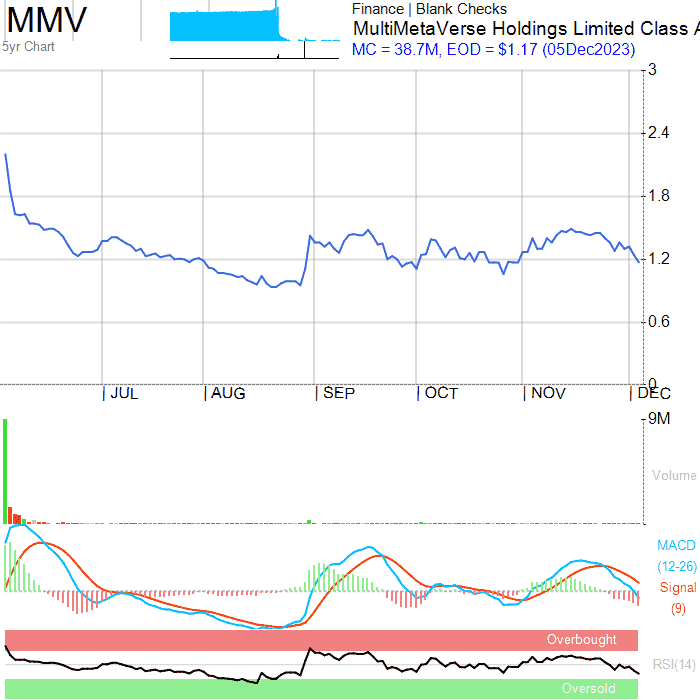 MMV
5yr Chart
Finance | Blank Checks
MultiMetaVerse Holdings Limited Class A
MC = 38.7M, EOD = $1.17 (05Dec2023)
3
2.4
1.8
1.2
0.6
0
| JUL | AUG | SEP | OCT | NOV | DEC
9M
Volume
MACD
(12-26)
Signal
(9)
Overbought
RSI(14)
Oversold